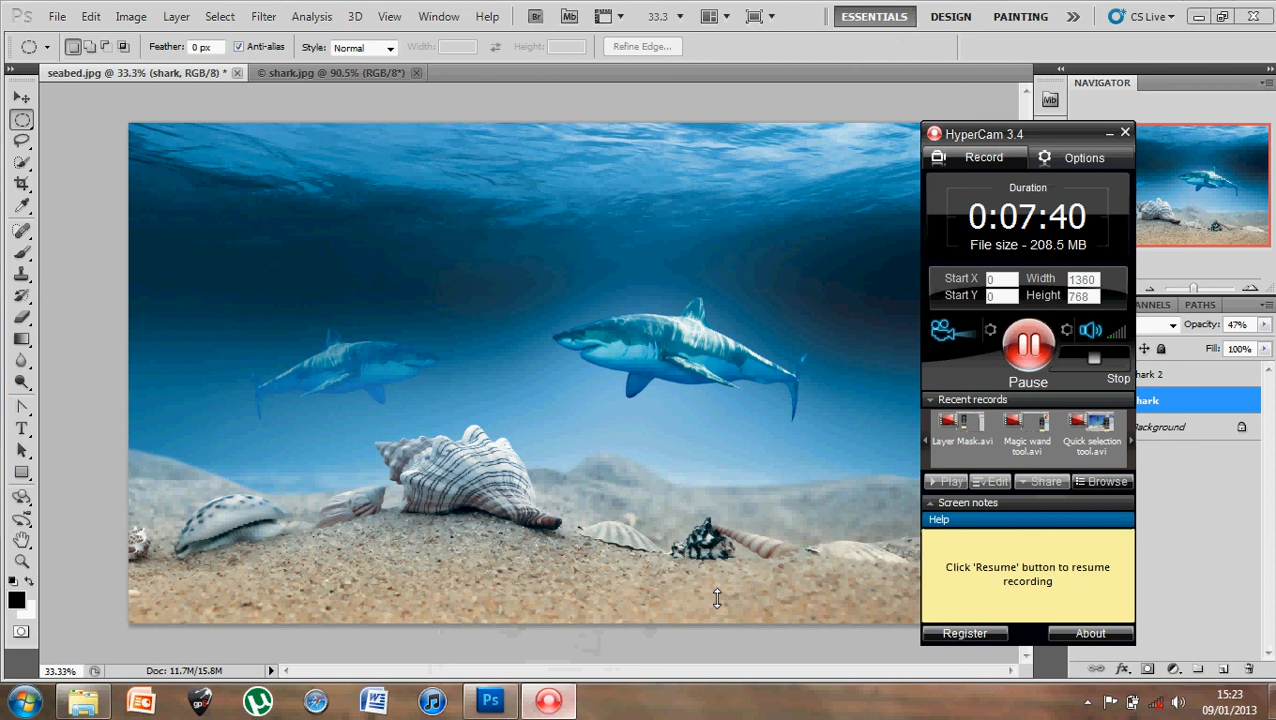 Ps File Edit Image Layer Select Filter Analysis 3D View Window Help Br Mb 33.3 ESSENTIALS DESIGN PAINTING CS Live
Feather: 0 px Anti-alias Style: Normal Width: Height: Refine Edge...
seabed.jpg @ 33.3% (shark, RGB/8) * © shark.jpg @ 90.5% (RGB/8*)
Mb NAVIGATOR
HyperCam 3.4
Record Options
Duration
0:07:40
File size - 208.5 MB
Start X 0 Width 1360
Start Y 0 Height 768
Pause
Stop
Recent records
Layer Mask.avi
Magic wand tool.avi
Quick selection tool.avi
Play Edit Share Browse
Screen notes
Help
Click 'Resume' button to resume
recording
Register About
ANNELS PATHS
Opacity: 47%
Fill: 100%
hark 2
hark
Background
T
33.33% Doc: 11.7M/15.8M
Ps
15:23
09/01/2013